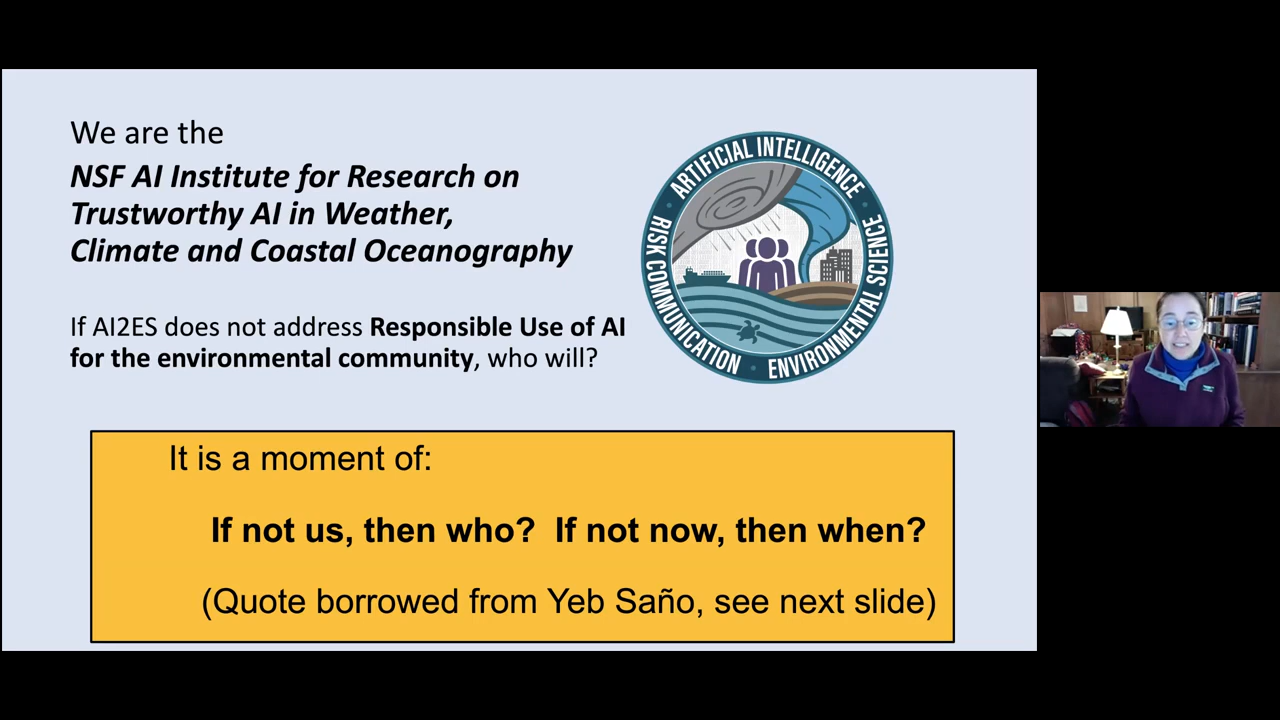 We are the
NSF AI Institute for Research on
Trustworthy AI in Weather,
Climate and Coastal Oceanography
If AI2ES does not address Responsible Use of AI
for the environmental community, who will?
ARTIFICIAL INTELLIGENCE
RISK COMMUNICATION
ENVIRONMENTAL SCIENCE
It is a moment of:
If not us, then who? If not now, then when?
(Quote borrowed from Yeb Saño, see next slide)